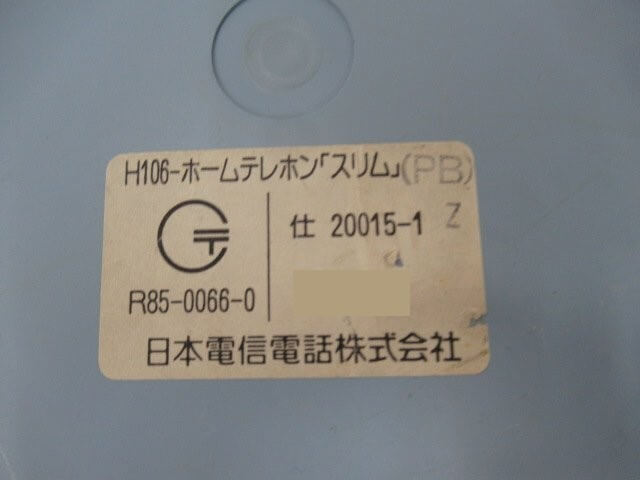 H106-ホームテレホン「スリム」(PB)
仕 20015-1 Z
R85-0066-0
日本電信電話株式会社